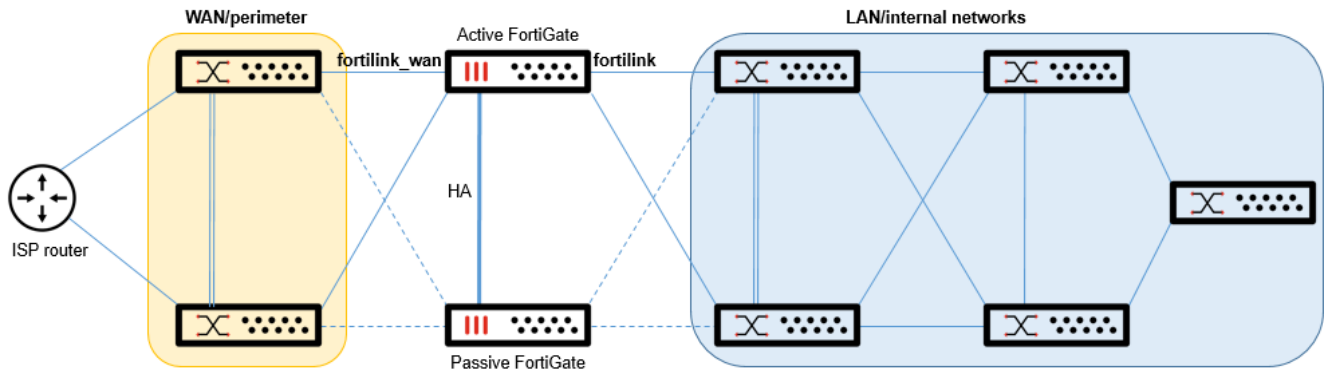 WAN/perimeter
LAN/internal networks
Active FortiGate
fortilink_wan
fortilink
HA
ISP router
Passive FortiGate